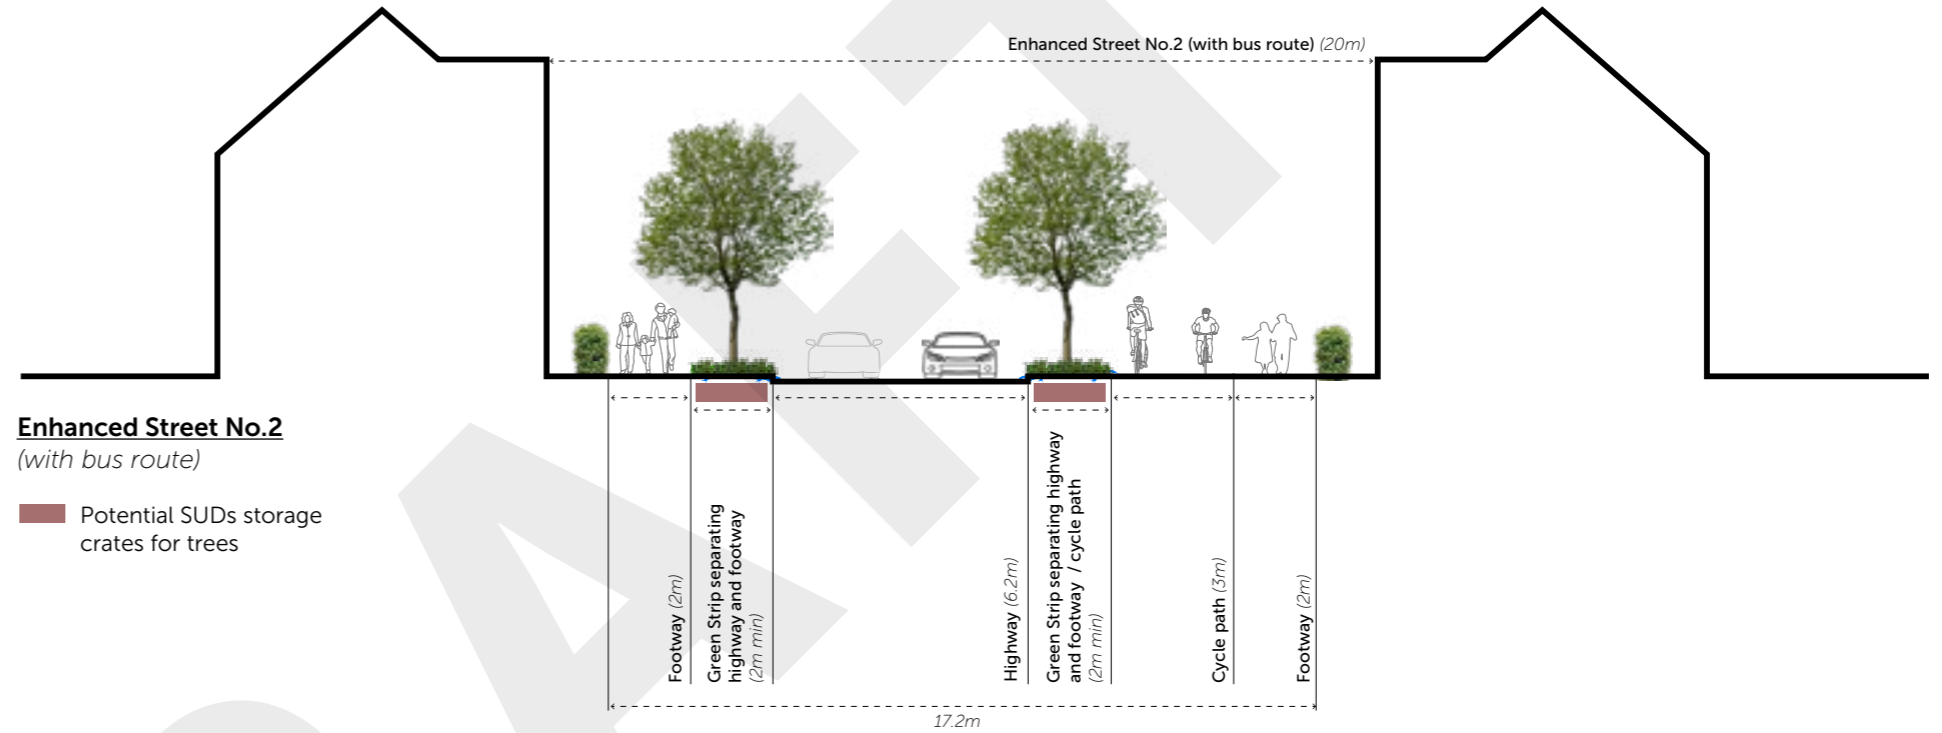 Enhanced Street No.2 (with bus route) (20m)
Enhanced Street No.2
(with bus route)
Potential SUDs storage
crates for trees
Footway (2m)
Green Strip separating
highway and footway
(2m min)
Highway (6.2m)
Green Strip separating highway
and footway / cycle path
(2m min)
Cycle path (3m)
Footway (2m)
17.2m